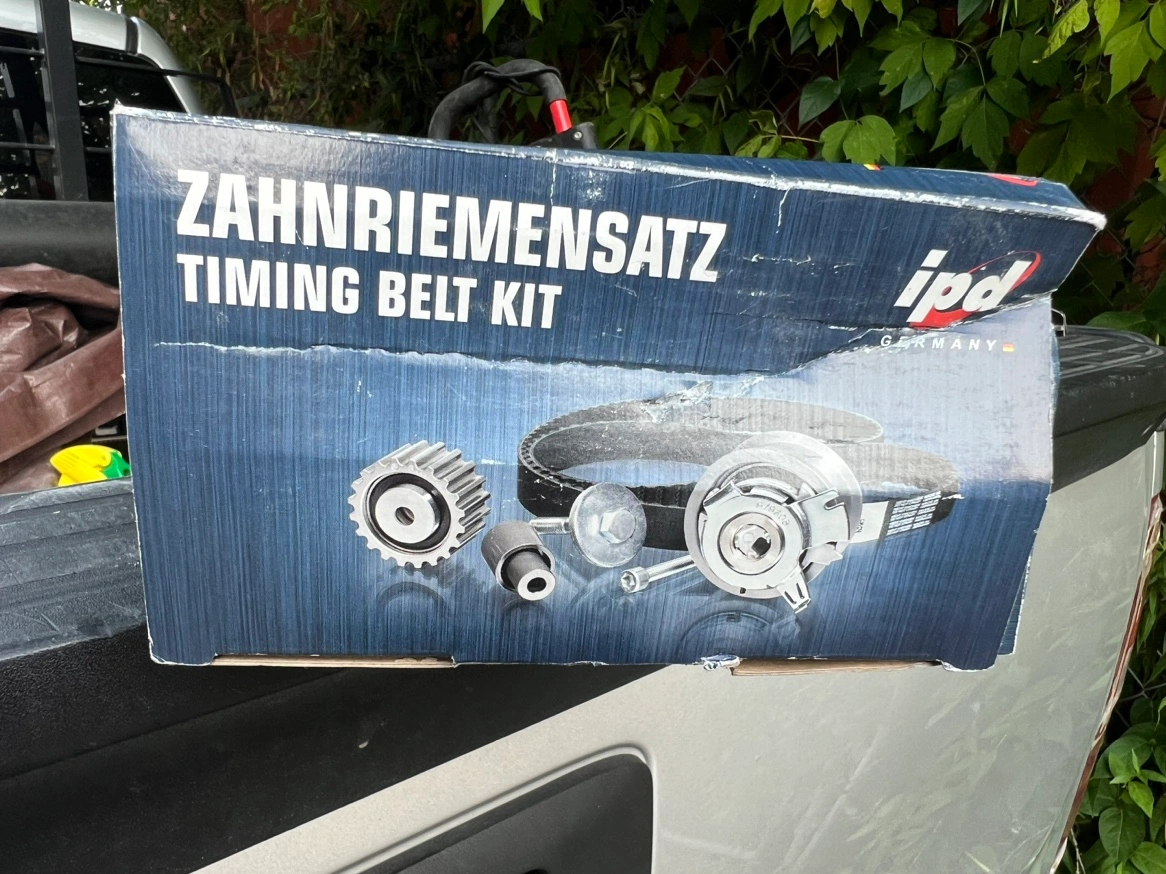 ZAHNRIEMENSATZ
TIMING BELT KIT
ipd
GERMANY